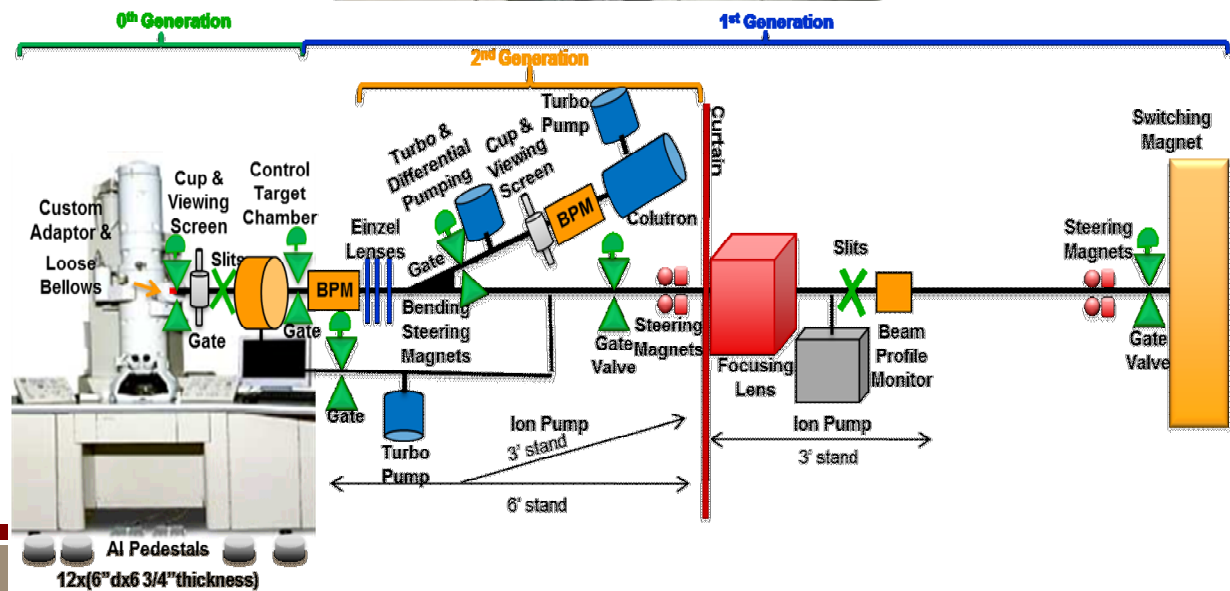 0th Generation
1st Generation
2nd Generation
Turbo
Pump
Curtain
Switching
Magnet
Turbo &
Differential
Pumping
Cup &
Viewing
Screen
Control
Target
Chamber
Cup &
Viewing
Screen
Custom
Adaptor &
Loose
Bellows
Slits
Einzel
Lenses
BPM
Colutron
Gate
BPM
Steering
Magnets
Slits
Gate
Gate
Bending
Steering
Magnets
Gate
Valve
Steering
Magnets
Focusing
Lens
Beam
Profile
Monitor
Gate
Valve
Gate
Turbo
Pump
Ion Pump
3' stand
6' stand
Ion Pump
3' stand
Al Pedestals
12x(6”dx6 3/4”thickness)